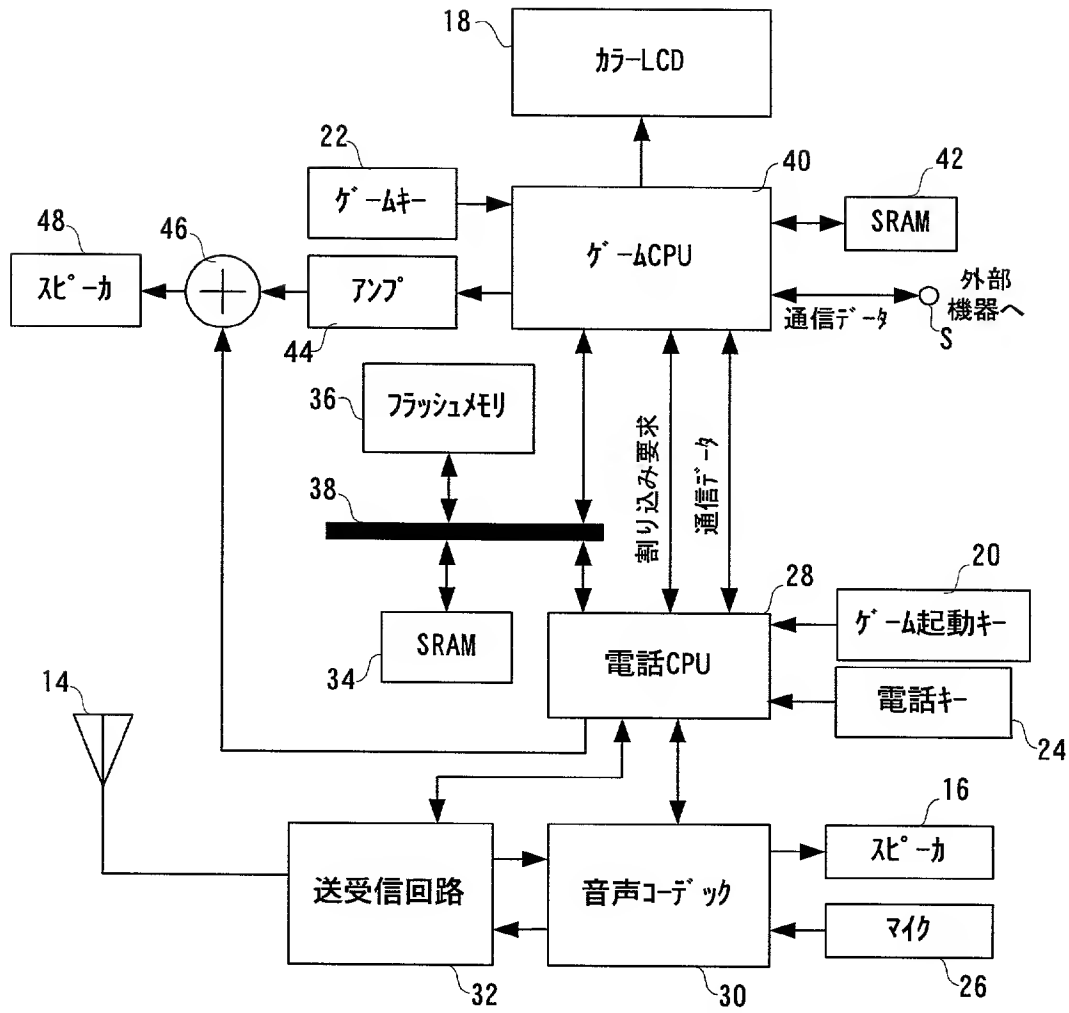 18
カラーLCD
22
ゲームキー
40
42
SRAM
48
スピーカ
46
アンプ
44
ゲームCPU
通信データ
外部
機器へ
S
36
フラッシュメモリ
38
割り込み要求
通信データ
34
SRAM
28
電話CPU
20
ゲーム起動キー
電話キー
24
14
送受信回路
32
音声コーデック
30
16
スピーカ
マイク
26